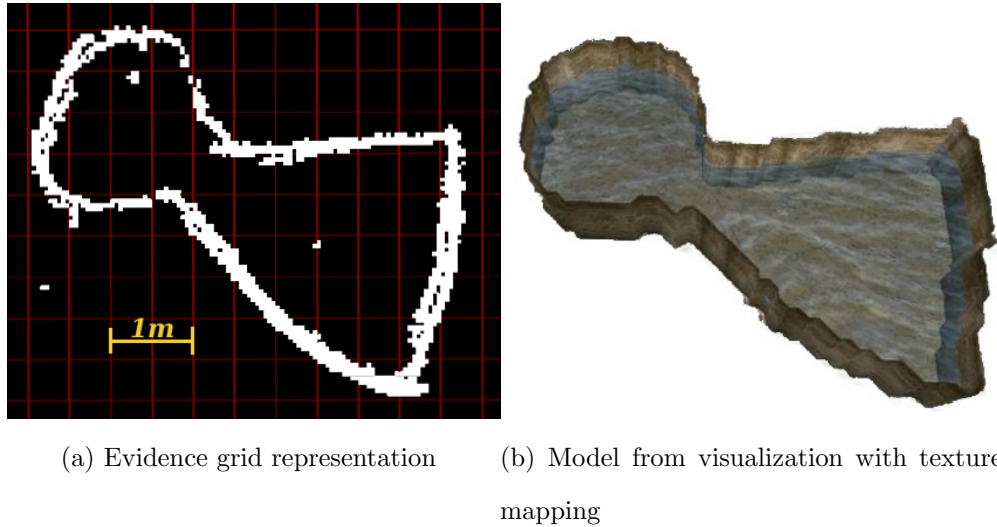 1m
(a) Evidence grid representation
(b) Model from visualization with texture
mapping